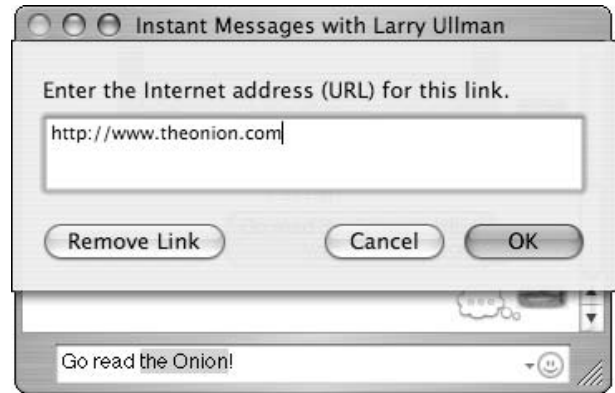 Instant Messages with Larry Ullman
Enter the Internet address (URL) for this link.
http://www.theonion.com
Remove Link Cancel OK
Go read the Onion!